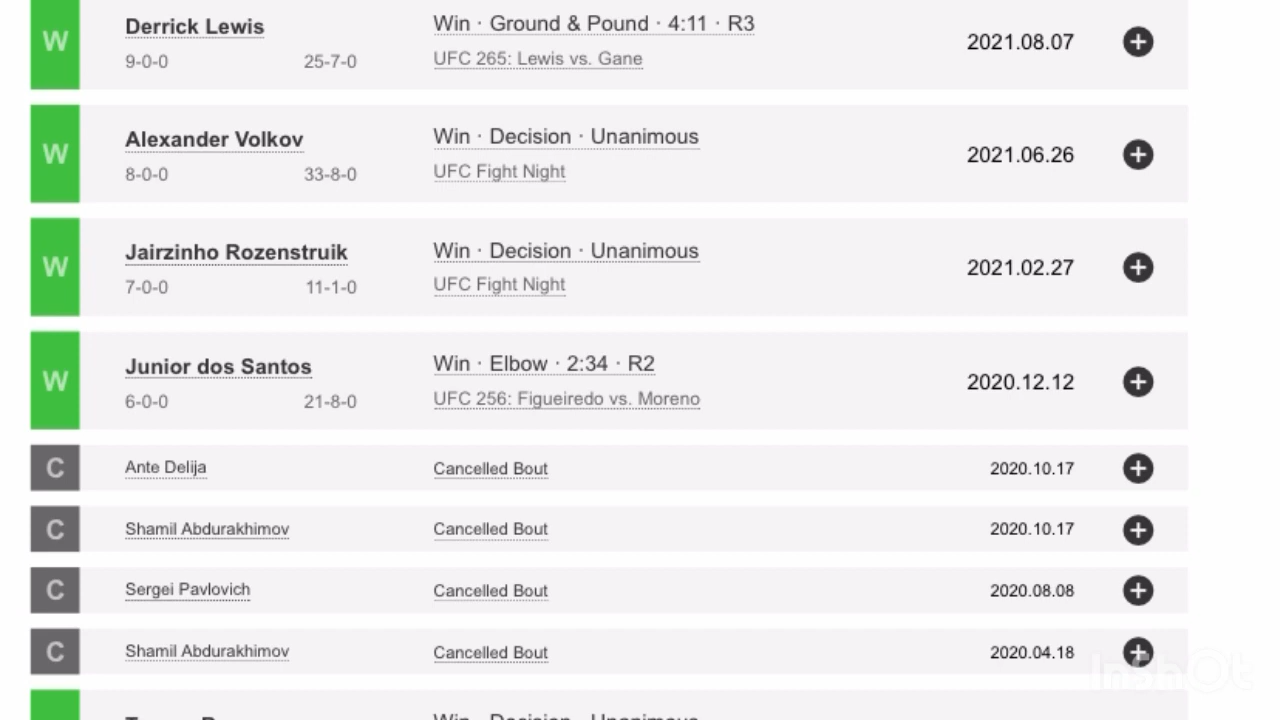 W
Derrick Lewis
Win · Ground & Pound · 4:11 · R3
2021.08.07
9-0-0
25-7-0
UFC 265: Lewis vs. Gane
W
Alexander Volkov
Win · Decision · Unanimous
2021.06.26
8-0-0
33-8-0
UFC Fight Night
W
Jairzinho Rozenstruik
Win · Decision · Unanimous
2021.02.27
7-0-0
11-1-0
UFC Fight Night
W
Junior dos Santos
Win · Elbow · 2:34 · R2
2020.12.12
6-0-0
21-8-0
UFC 256: Figueiredo vs. Moreno
C
Ante Delija
Cancelled Bout
2020.10.17
C
Shamil Abdurakhimov
Cancelled Bout
2020.10.17
C
Sergei Pavlovich
Cancelled Bout
2020.08.08
C
Shamil Abdurakhimov
Cancelled Bout
2020.04.18
InShOt
Win · Decision · Unanimous